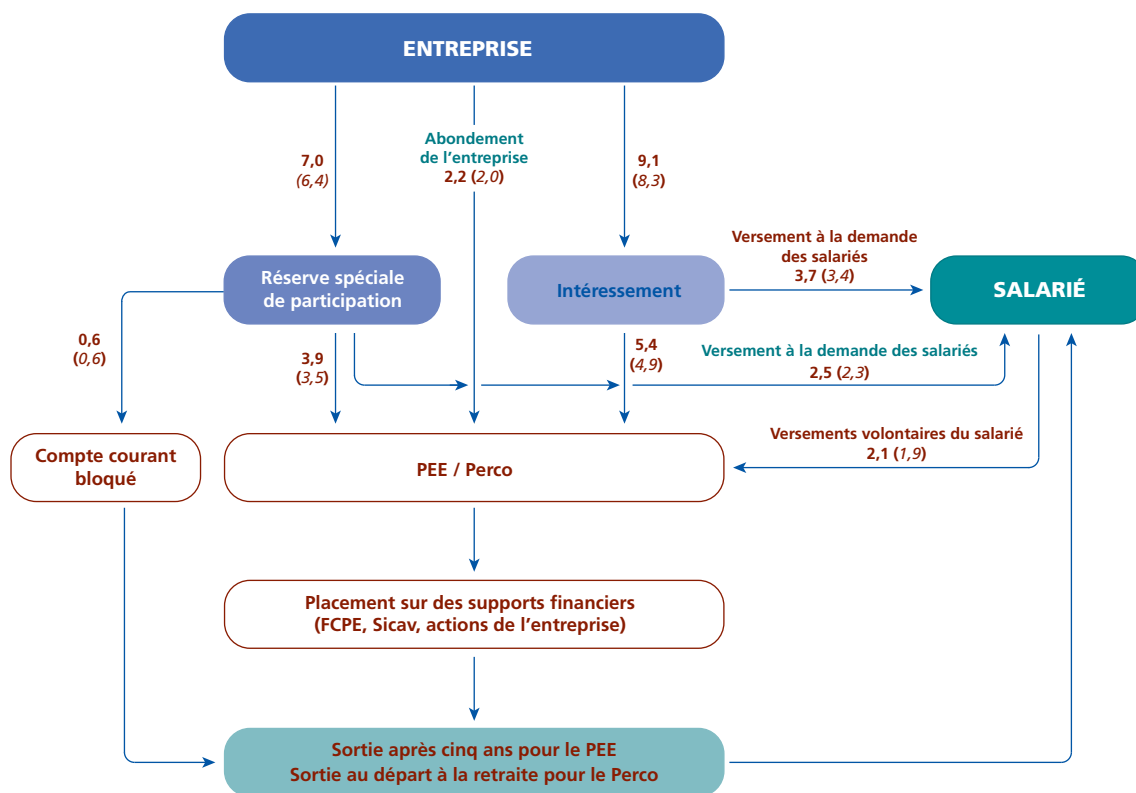 ENTREPRISE
7,0
(6,4)
Abondement
de l’entreprise
2,2 (2,0)
9,1
(8,3)
Réserve spéciale
de participation
Intéressement
Versement à la demande
des salariés
3,7 (3,4)
SALARIÉ
0,6
(0,6)
3,9
(3,5)
5,4
(4,9)
Versement à la demande des salariés
2,5 (2,3)
Compte courant
bloqué
PEE / Perco
Versements volontaires du salarié
2,1 (1,9)
Placement sur des supports financiers
(FCPE, Sicav, actions de l’entreprise)
Sortie après cinq ans pour le PEE
Sortie au départ à la retraite pour le Perco